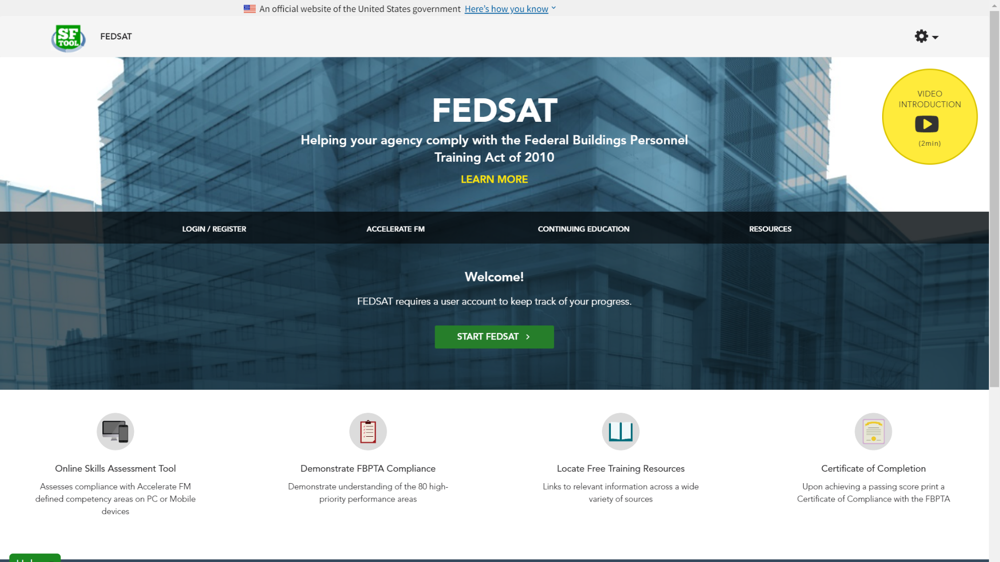 An official website of the United States government Here's how you know
SF
TOOL
FEDSAT
VIDEO
INTRODUCTION
(2min)
FEDSAT
Helping your agency comply with the Federal Buildings Personnel
Training Act of 2010
LEARN MORE
LOGIN / REGISTER ACCELERATE FM CONTINUING EDUCATION RESOURCES
Welcome!
FEDSAT requires a user account to keep track of your progress.
START FEDSAT
Online Skills Assessment Tool
Assesses compliance with Accelerate FM
defined competency areas on PC or Mobile
devices
Demonstrate FBPTA Compliance
Demonstrate understanding of the 80 high-
priority performance areas
Locate Free Training Resources
Links to relevant information across a wide
variety of sources
Certificate of Completion
Upon achieving a passing score print a
Certificate of Compliance with the FBPTA